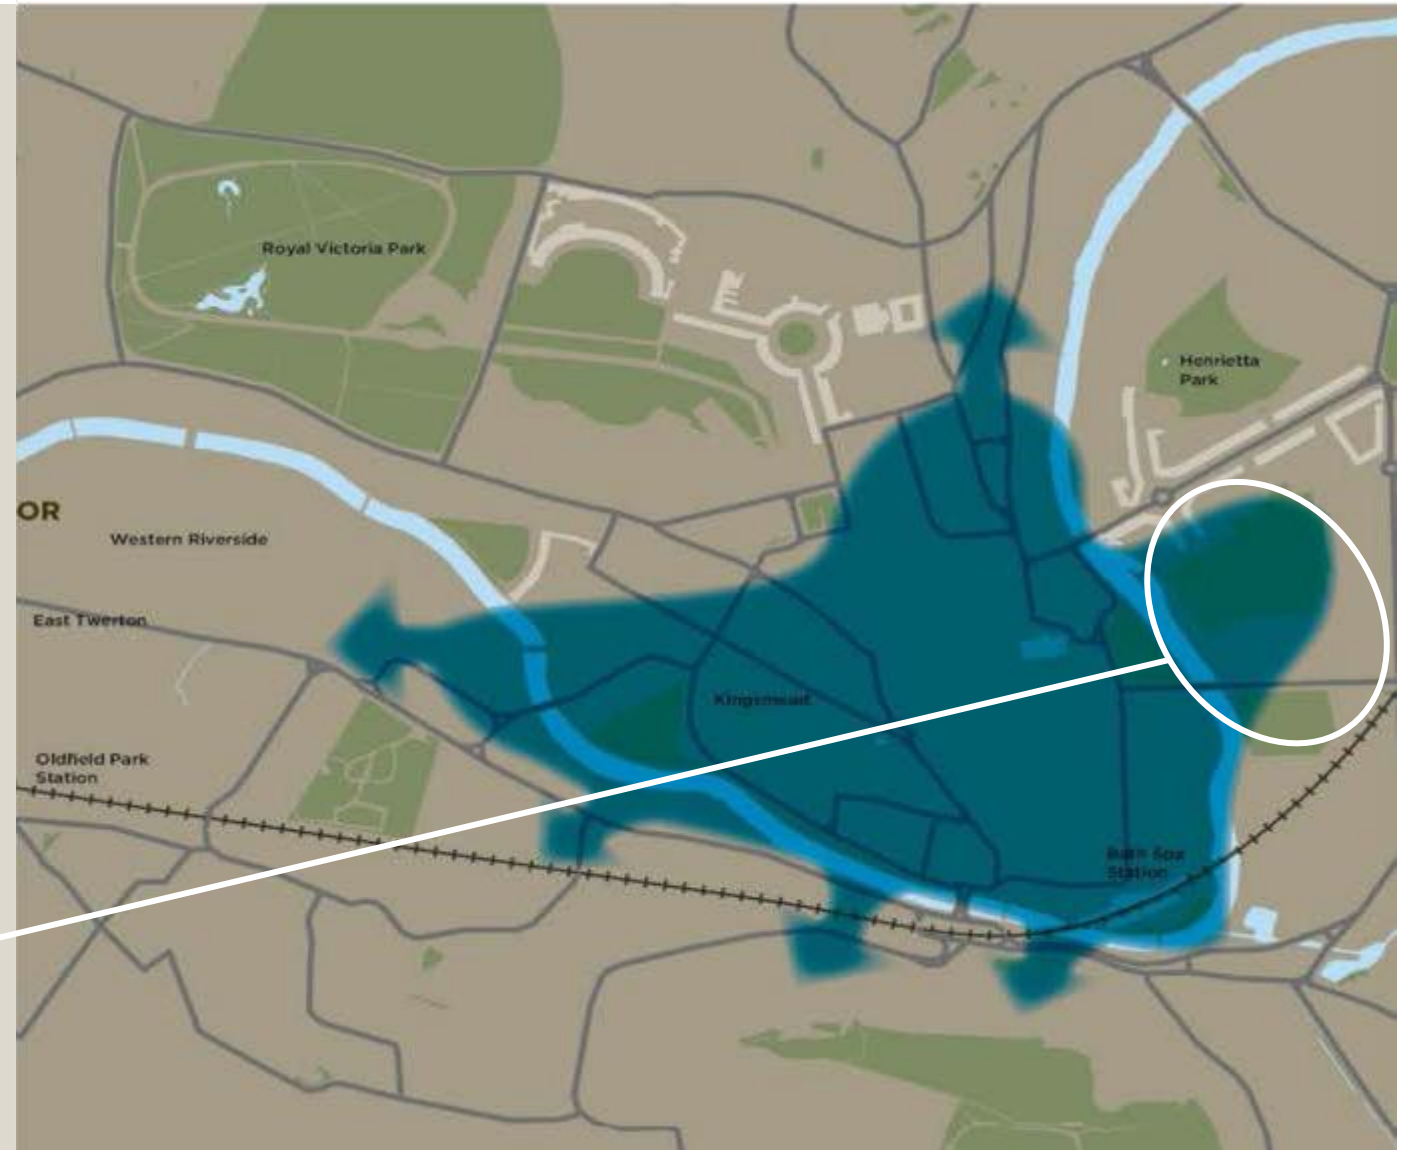 Royal Victoria Park
Henrietta
Park
OR
Western Riverside
East Twerton
Kingsmead
Oldfield Park
Station
Bath Spa
Station